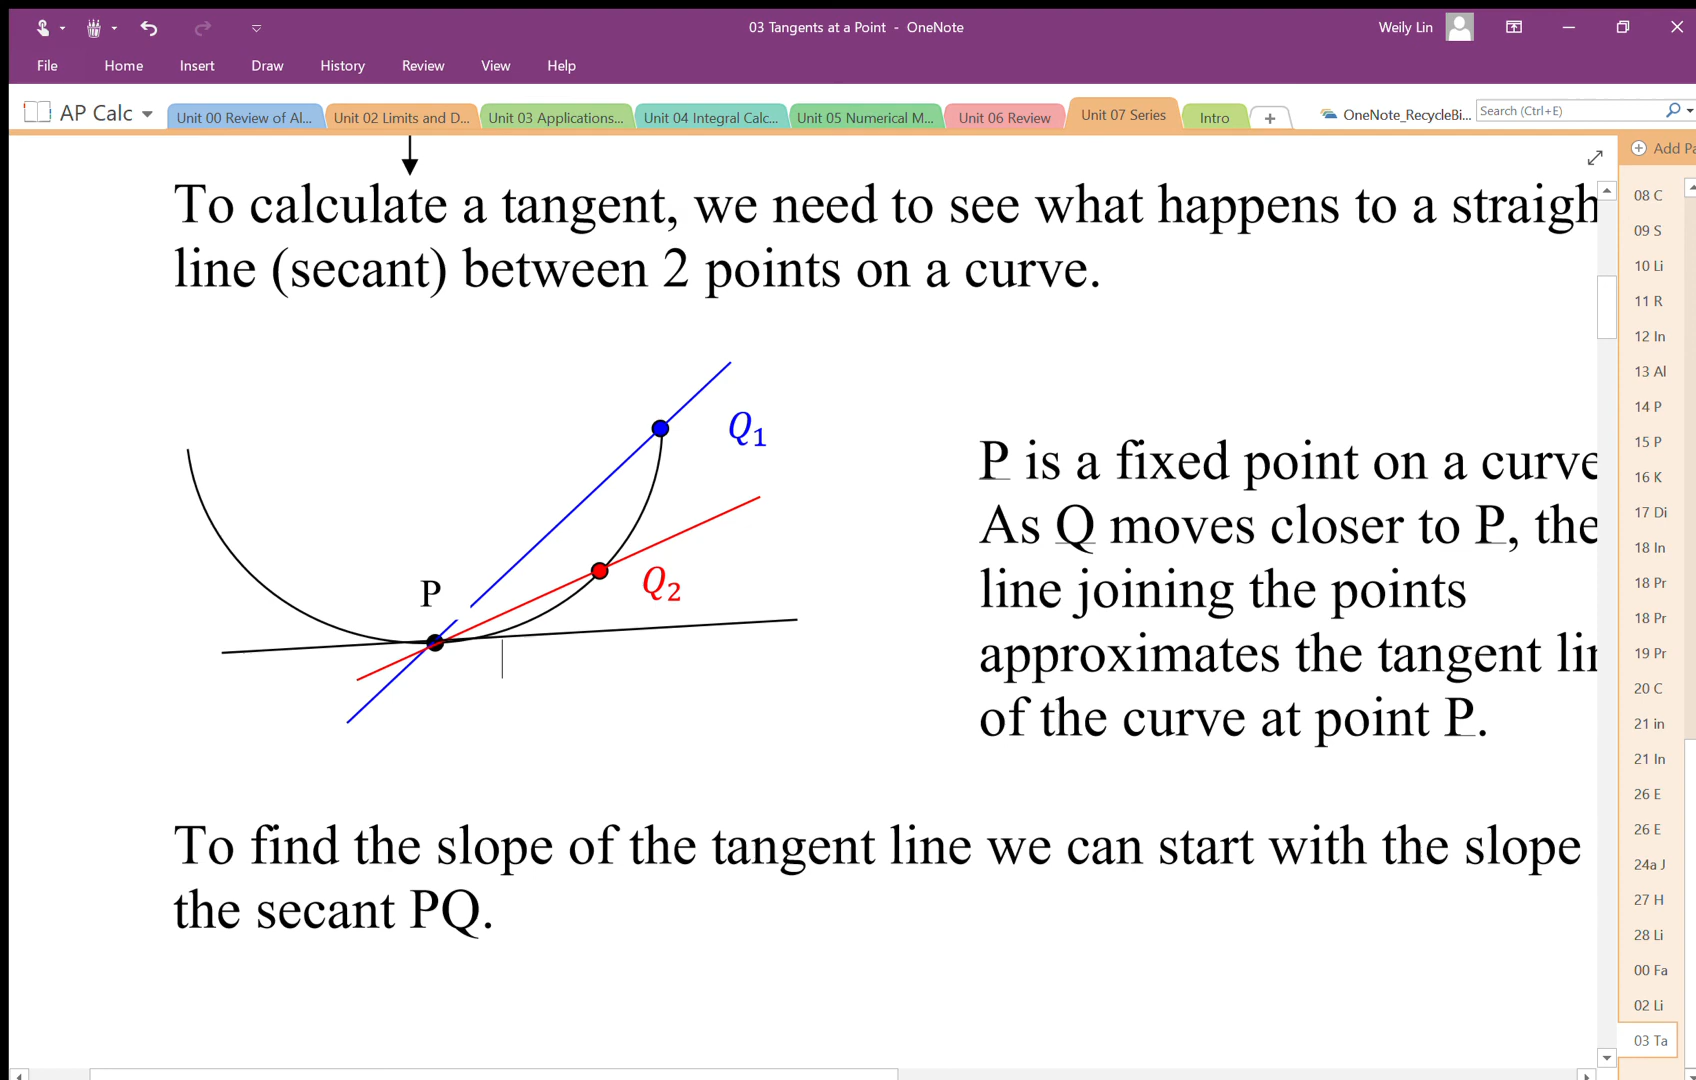 03 Tangents at a Point - OneNote
Weily Lin
File Home Insert Draw History Review View Help
AP Calc
Unit 00 Review of Al...
Unit 02 Limits and D...
Unit 03 Applications...
Unit 04 Integral Calc...
Unit 05 Numerical M...
Unit 06 Review
Unit 07 Series
Intro
OneNote_RecycleBi...
Search (Ctrl+E)
To calculate a tangent, we need to see what happens to a straigh
line (secant) between 2 points on a curve.
Q₁
Q₂
P
P is a fixed point on a curve
As Q moves closer to P, the
line joining the points
approximates the tangent lin
of the curve at point P.
To find the slope of the tangent line we can start with the slope
the secant PQ.
Add Pa
08 C
09 S
10 Li
11 R
12 In
13 Al
14 P
15 P
16 K
17 Di
18 In
18 Pr
18 Pr
19 Pr
20 C
21 in
21 In
26 E
26 E
24a J
27 H
28 Li
00 Fa
02 Li
03 Ta